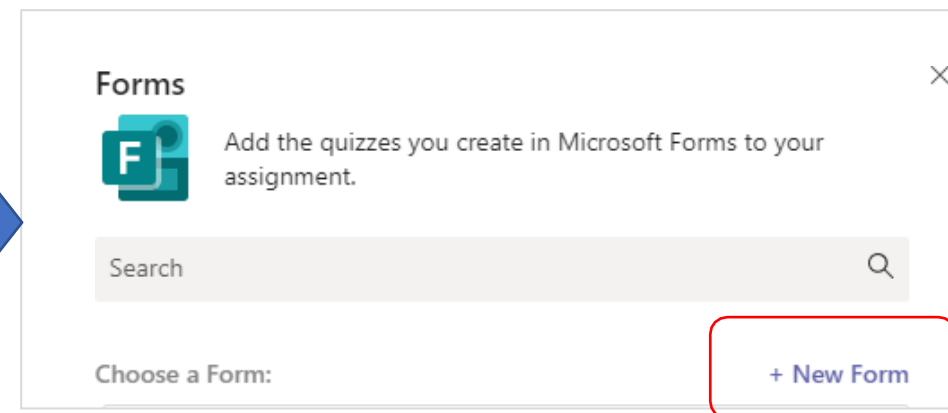 Forms
F
Add the quizzes you create in Microsoft Forms to your
assignment.
Search
Choose a Form:
+ New Form